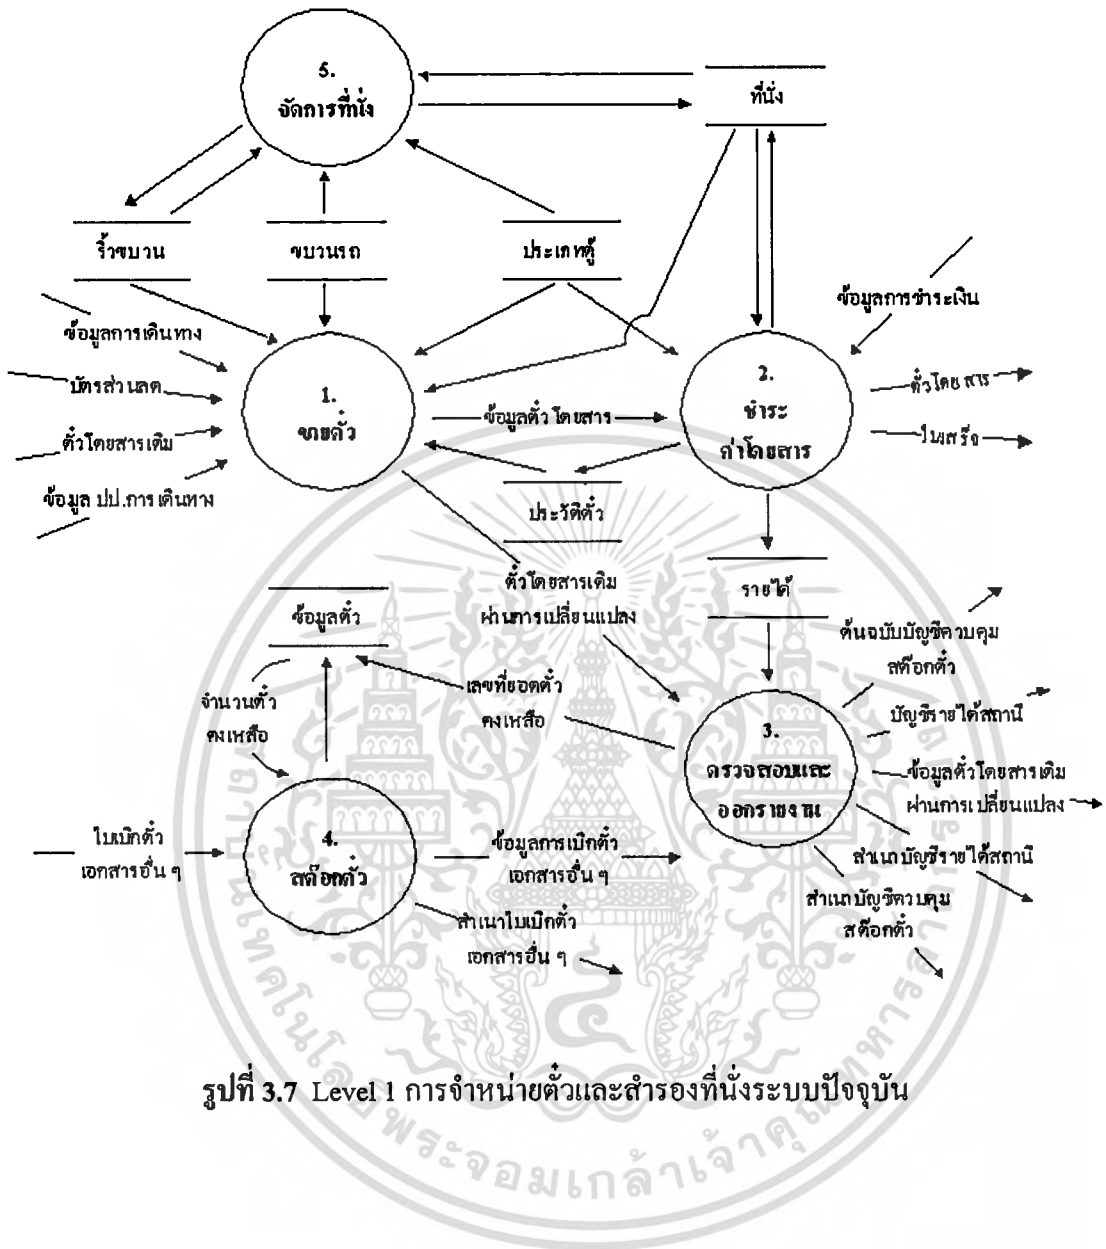 5.
จัดการที่นั่ง
ที่นั่ง
ริ้วขบวน
ขบวนรถ
ประเภทตู้
ข้อมูลการเดินทาง
บัตรส่วนลด
ตั๋วโดยสารเดิม
ข้อมูล ปป.การเดินทาง
1.
ขายตั๋ว
ข้อมูลตั๋วโดยสาร
ประวัติตั๋ว
ข้อมูลการชำระเงิน
2.
ชำระ
ค่าโดยสาร
ตั๋วโดยสาร
ใบเสร็จ
ข้อมูลตั๋ว
ตั๋วโดยสารเดิม
ผ่านการเปลี่ยนแปลง
รายได้
จำนวนตั๋ว
คงเหลือ
เลขที่ยอดตั๋ว
คงเหลือ
3.
ตรวจสอบและ
ออกรายงาน
ต้นฉบับบัญชีควบคุม
สต๊อกตั๋ว
บัญชีรายได้สถานี
ข้อมูลตั๋วโดยสารเดิม
ผ่านการเปลี่ยนแปลง
สำเนาบัญชีรายได้สถานี
สำเนาบัญชีควบคุม
สต๊อกตั๋ว
ใบเบิกตั๋ว
เอกสารอื่น ๆ
4.
สต๊อกตั๋ว
ข้อมูลการเบิกตั๋ว
เอกสารอื่น ๆ
สำเนาใบเบิกตั๋ว
เอกสารอื่น ๆ
รูปที่ 3.7 Level 1 การจำหน่ายตั๋วและสำรองที่นั่งระบบปัจจุบัน
สถาบันเทคโนโลยีพระจอมเกล้าเจ้าคุณทหารลาดกระบัง